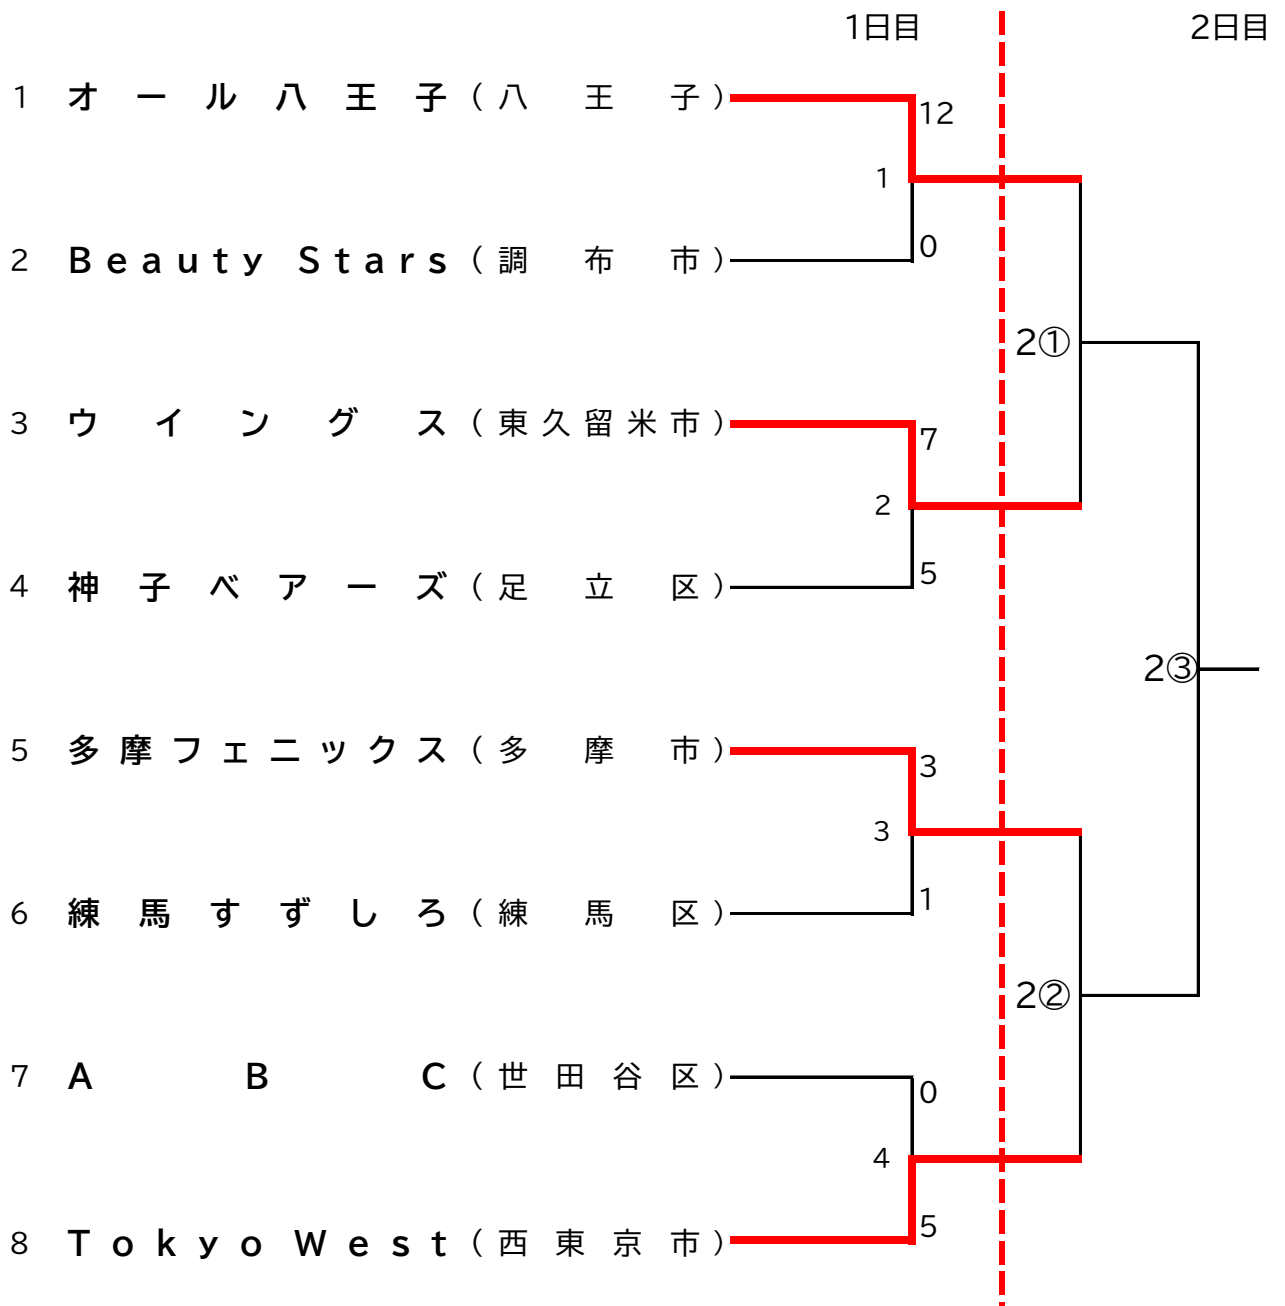 1日目 2日目
1 オール八王子(八王子)
12
1
2 Beauty Stars(調布市)
0
2①
3 ウイングス(東久留米市)
7
2
4 神子ベアーズ(足立区)
5
2③
5 多摩フェニックス(多摩市)
3
3
6 練馬すずしろ(練馬区)
1
2②
7 ABC(世田谷区)
0
4
8 Tokyo West(西東京市)
5